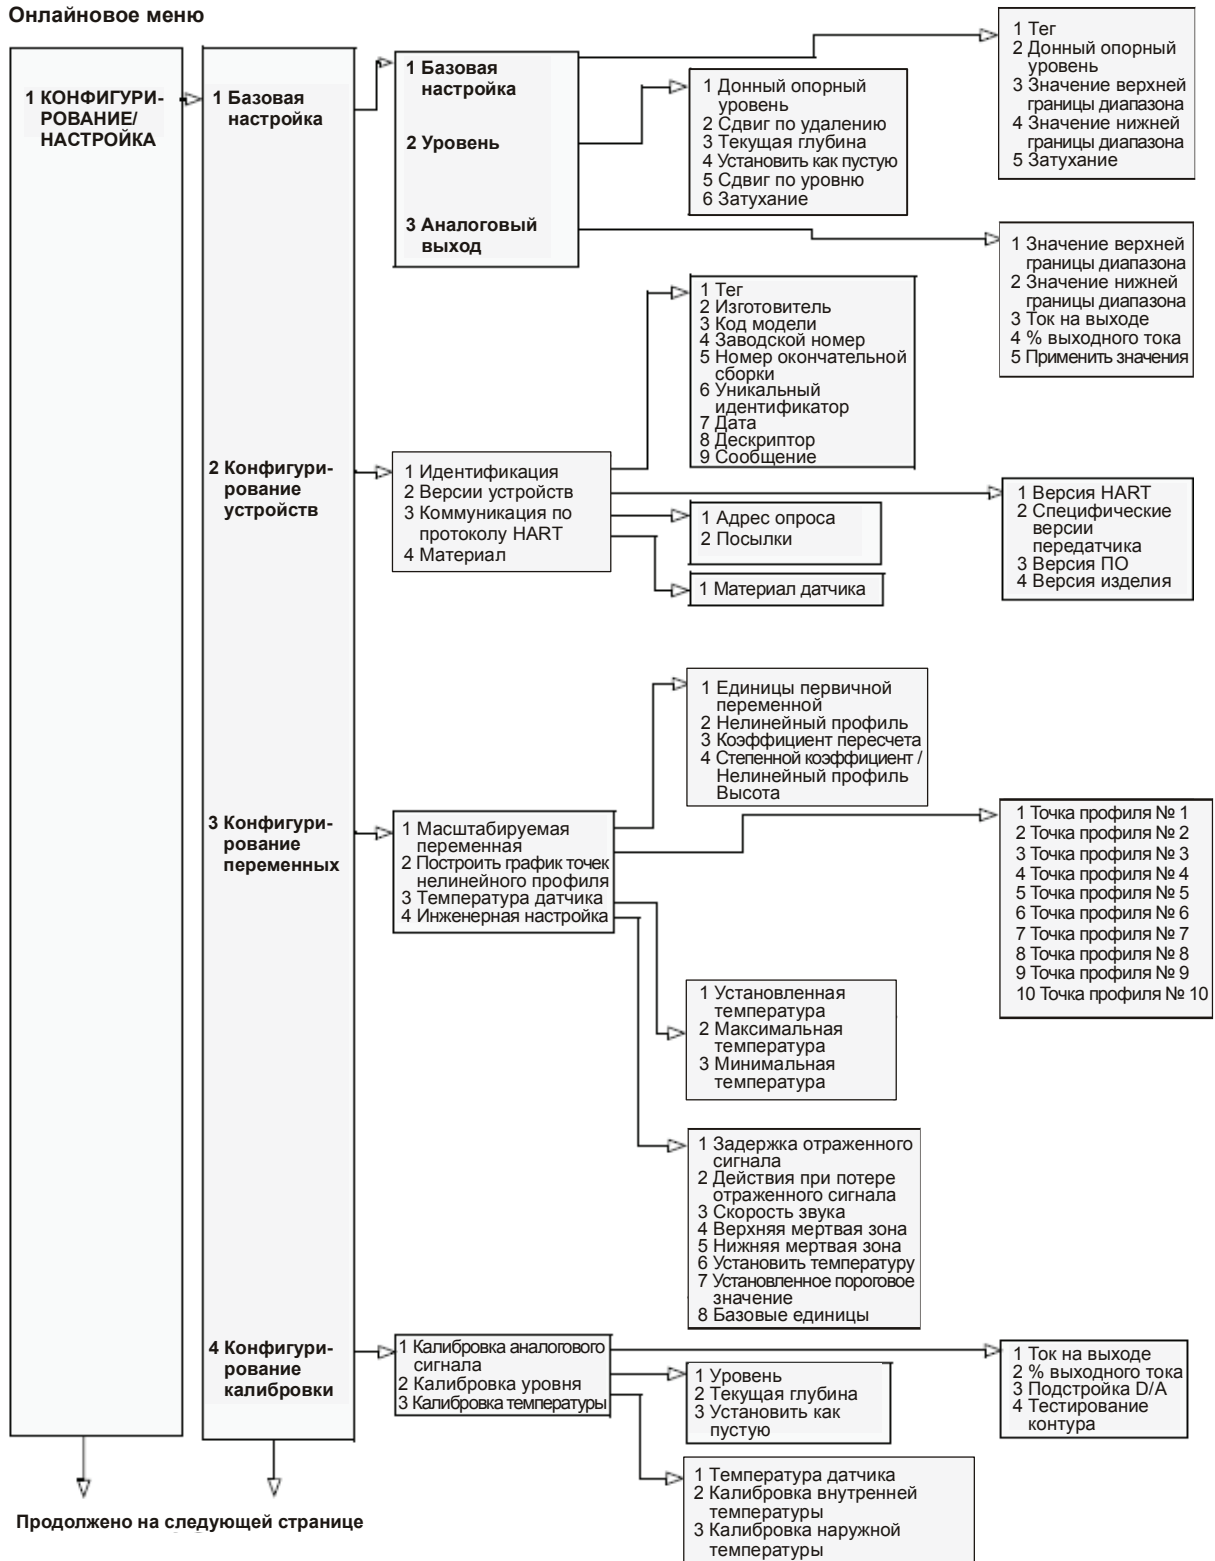 Онлайновое меню
1 КОНФИГУРИ-
РОВАНИЕ/
НАСТРОЙКА
1 Базовая
настройка
1 Базовая
настройка
2 Уровень
3 Аналоговый
выход
1 Донный опорный
уровень
2 Сдвиг по удалению
3 Текущая глубина
4 Установить как пустую
5 Сдвиг по уровню
6 Затухание
1 Тег
2 Донный опорный
уровень
3 Значение верхней
границы диапазона
4 Значение нижней
границы диапазона
5 Затухание
1 Значение верхней
границы диапазона
2 Значение нижней
границы диапазона
3 Ток на выходе
4 % выходного тока
5 Применить значения
2 Конфигури-
рование
устройств
1 Идентификация
2 Версии устройств
3 Коммуникация по
протоколу HART
4 Материал
1 Тег
2 Изготовитель
3 Код модели
4 Заводской номер
5 Номер окончательной
сборки
6 Уникальный
идентификатор
7 Дата
8 Дескриптор
9 Сообщение
1 Адрес опроса
2 Посылки
1 Материал датчика
1 Версия HART
2 Специфические
версии
передатчика
3 Версия ПО
4 Версия изделия
3 Конфигури-
рование
переменных
1 Масштабируемая
переменная
2 Построить график точек
нелинейного профиля
3 Температура датчика
4 Инженерная настройка
1 Единицы первичной
переменной
2 Нелинейный профиль
3 Коэффициент пересчета
4 Степенной коэффициент /
Нелинейный профиль
Высота
1 Точка профиля № 1
2 Точка профиля № 2
3 Точка профиля № 3
4 Точка профиля № 4
5 Точка профиля № 5
6 Точка профиля № 6
7 Точка профиля № 7
8 Точка профиля № 8
9 Точка профиля № 9
10 Точка профиля № 10
1 Установленная
температура
2 Максимальная
температура
3 Минимальная
температура
1 Задержка отраженного
сигнала
2 Действия при потере
отраженного сигнала
3 Скорость звука
4 Верхняя мертвая зона
5 Нижняя мертвая зона
6 Установить температуру
7 Установленное пороговое
значение
8 Базовые единицы
4 Конфигури-
рование
калибровки
1 Калибровка аналогового
сигнала
2 Калибровка уровня
3 Калибровка температуры
1 Уровень
2 Текущая глубина
3 Установить как
пустую
1 Ток на выходе
2 % выходного тока
3 Подстройка D/A
4 Тестирование
контура
1 Температура датчика
2 Калибровка внутренней
температуры
3 Калибровка наружной
температуры
Продолжено на следующей странице